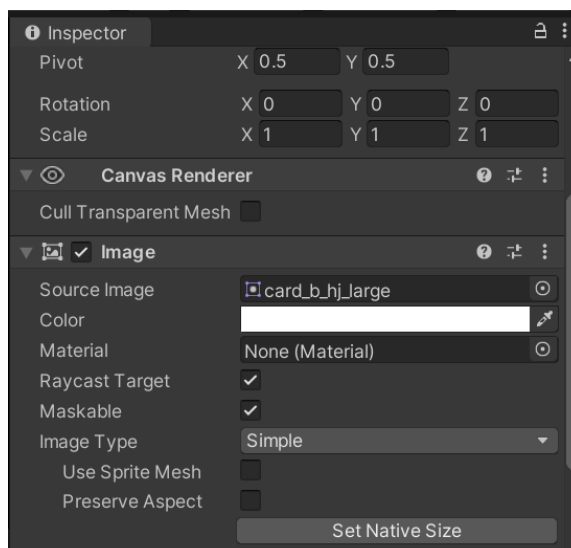 Inspector
Pivot X 0.5 Y 0.5
Rotation X 0 Y 0 Z 0
Scale X 1 Y 1 Z 1
Canvas Renderer
Cull Transparent Mesh
Image
Source Image card_b_hj_large
Color
Material None (Material)
Raycast Target
Maskable
Image Type Simple
Use Sprite Mesh
Preserve Aspect
Set Native Size